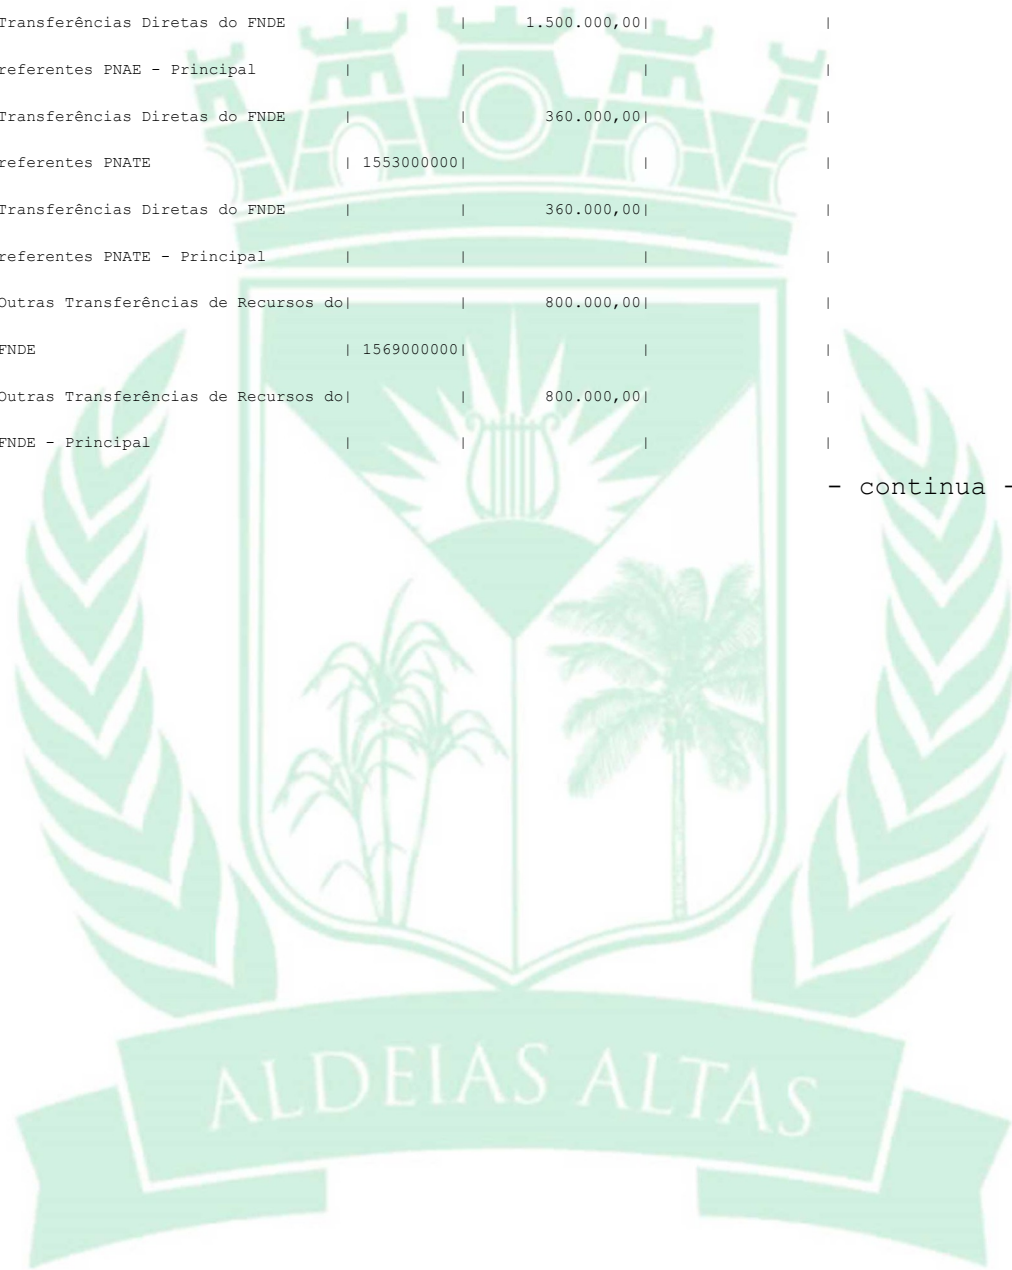 Transferências Diretas do FNDE | | 1.500.000,00| |
referentes PNAE - Principal | | | |
Transferências Diretas do FNDE | | 360.000,00| |
referentes PNATE | 1553000000| | |
Transferências Diretas do FNDE | | 360.000,00| |
referentes PNATE - Principal | | | |
Outras Transferências de Recursos do| | 800.000,00| |
FNDE | 1569000000| | |
Outras Transferências de Recursos do| | 800.000,00| |
FNDE - Principal | | | |
- continua -
ALDEIAS ALTAS